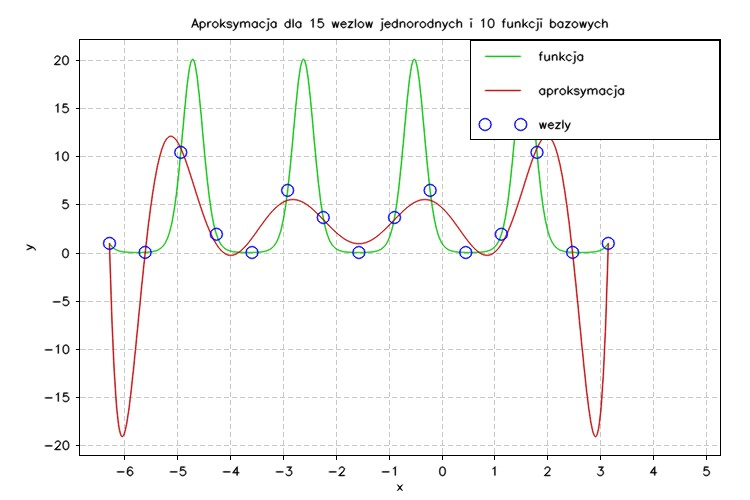 Aproksymacja dla 15 wezlow jednorodnych i 10 funkcji bazowych
funkcja
aproksymacja
wezly
20
15
10
5
0
-5
-10
-15
-20
y
-6 -5 -4 -3 -2 -1 0 1 2 3 4 5
x